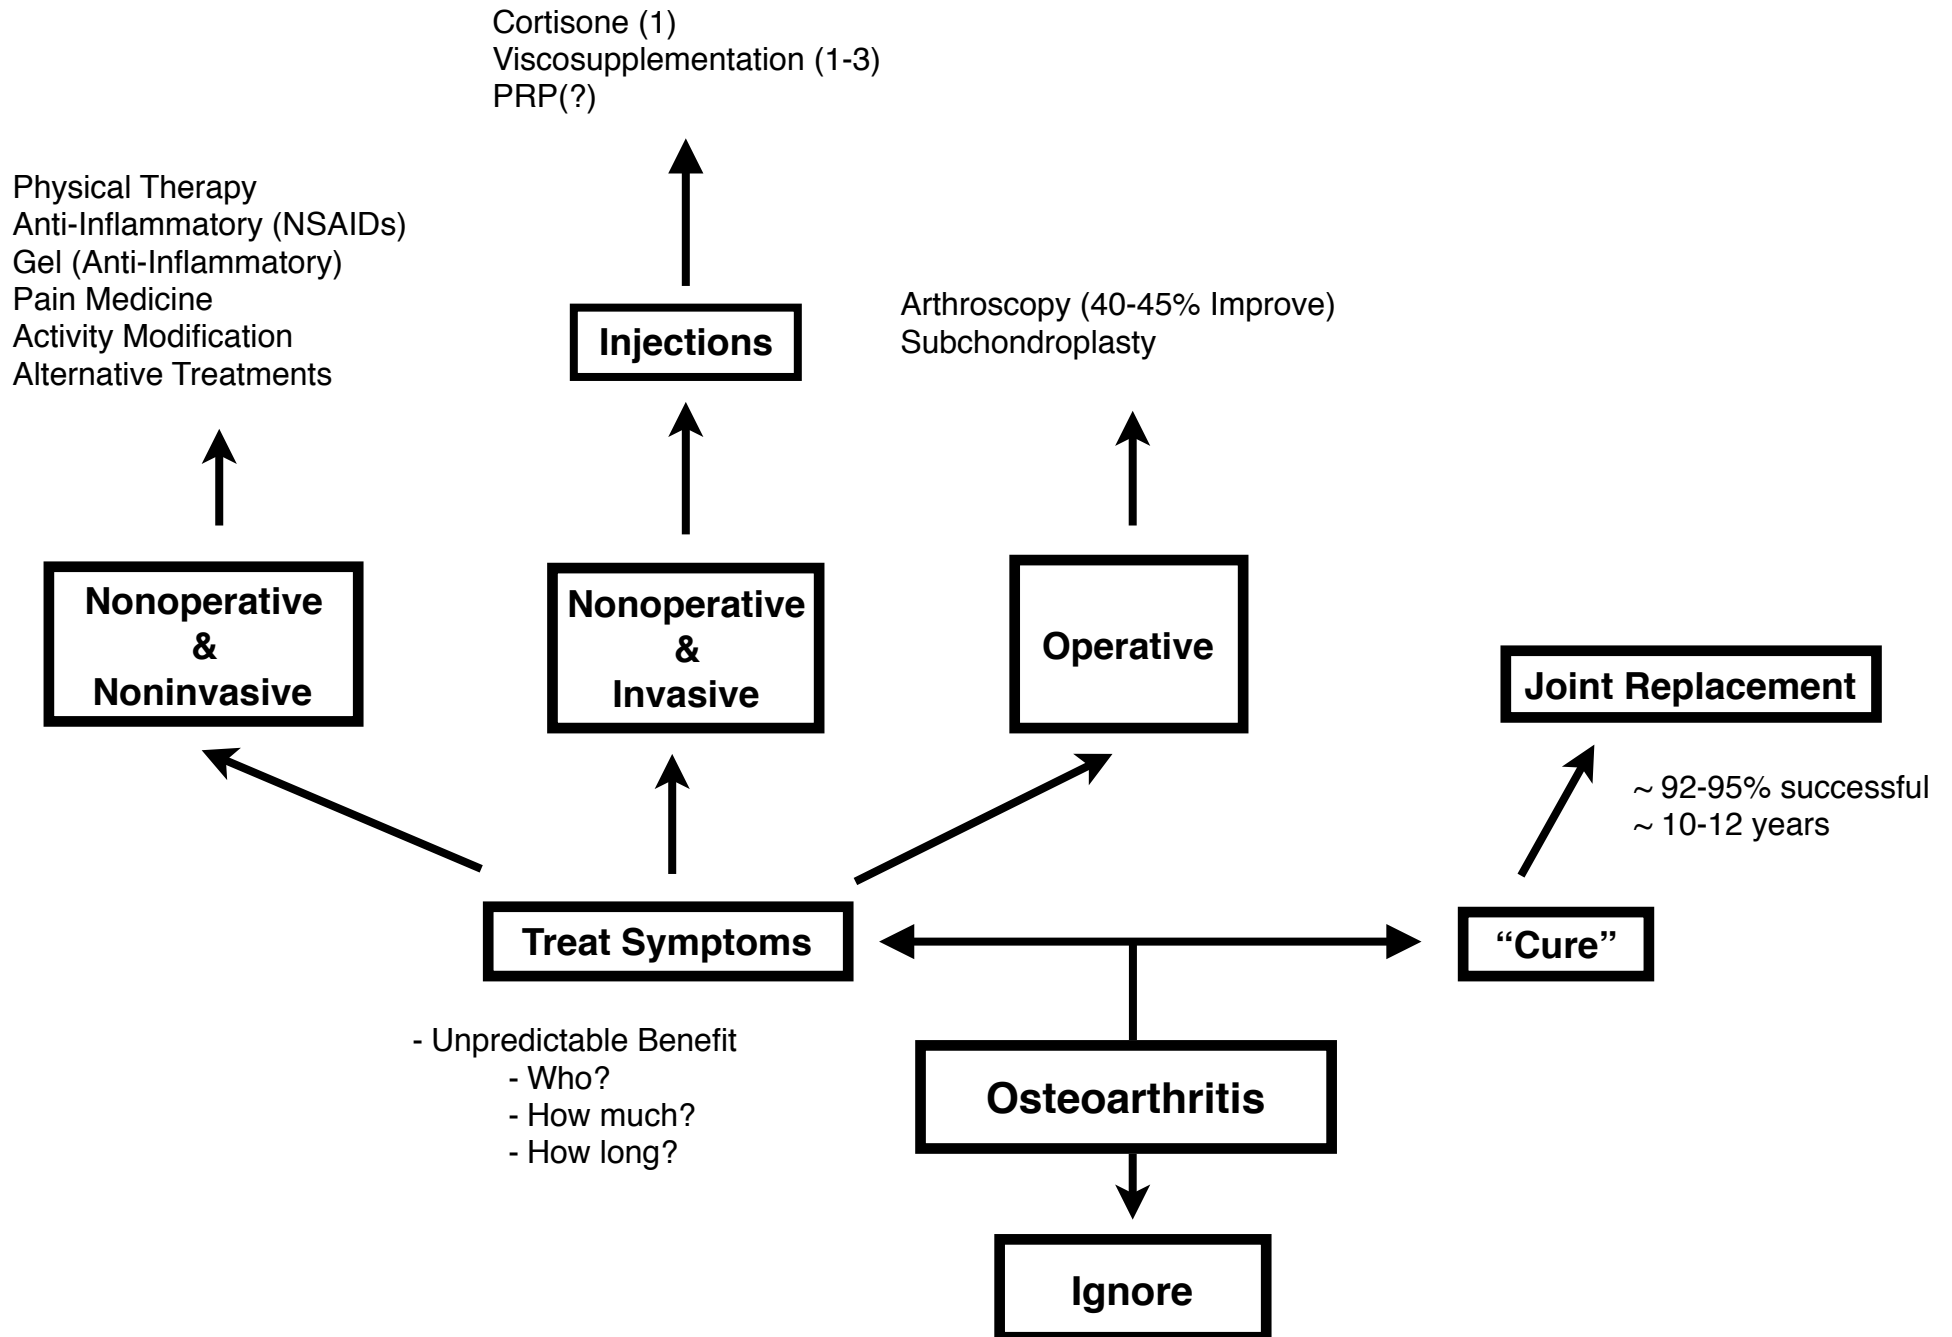 Cortisone (1)
Viscosupplementation (1-3)
PRP(?)
Physical Therapy
Anti-Inflammatory (NSAIDs)
Gel (Anti-Inflammatory)
Pain Medicine
Activity Modification
Alternative Treatments
Injections
Arthroscopy (40-45% Improve)
Subchondroplasty
Nonoperative
&
Noninvasive
Nonoperative
&
Invasive
Operative
Joint Replacement
~ 92-95% successful
~ 10-12 years
Treat Symptoms
“Cure”
- Unpredictable Benefit
- Who?
- How much?
- How long?
Osteoarthritis
Ignore